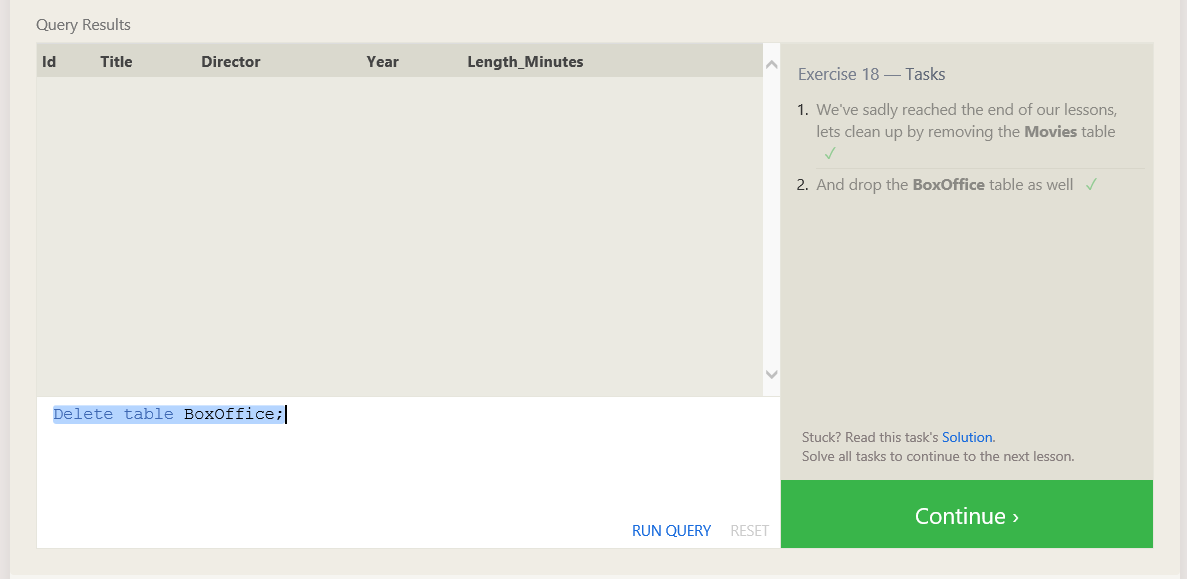 Query Results
Id Title Director Year Length_Minutes
Delete table BoxOffice;
RUN QUERY RESET
Exercise 18 — Tasks
1. We've sadly reached the end of our lessons,
lets clean up by removing the Movies table
✓
2. And drop the BoxOffice table as well ✓
Stuck? Read this task's Solution.
Solve all tasks to continue to the next lesson.
Continue ›